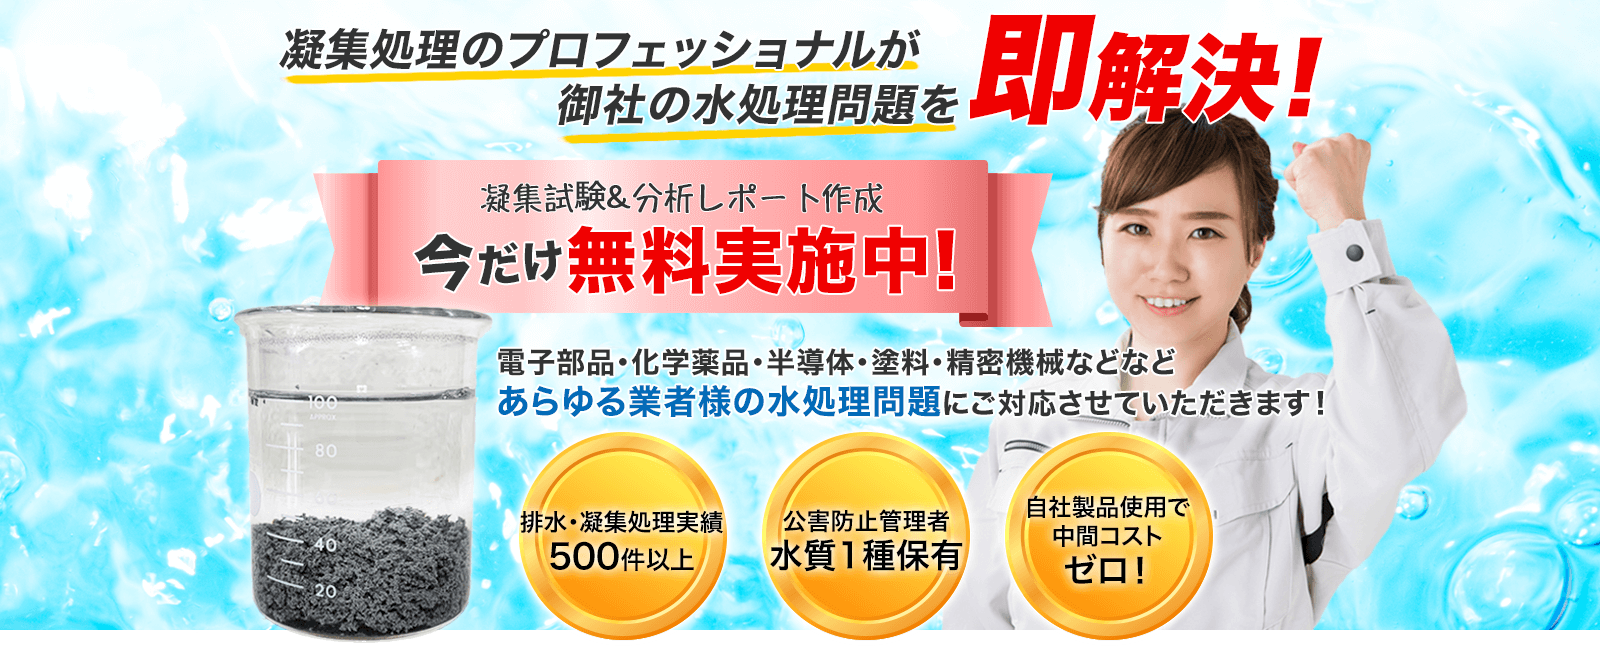 凝集処理のプロフェッショナルが
御社の水処理問題を即解決!
凝集試験&分析レポート作成
今だけ無料実施中!
電子部品・化学薬品・半導体・塗料・精密機械などなど
あらゆる業者様の水処理問題にご対応させていただきます!
100
APPROX
80
40
20
排水・凝集処理実績
500件以上
公害防止管理者
水質1種保有
自社製品使用で
中間コスト
ゼロ!